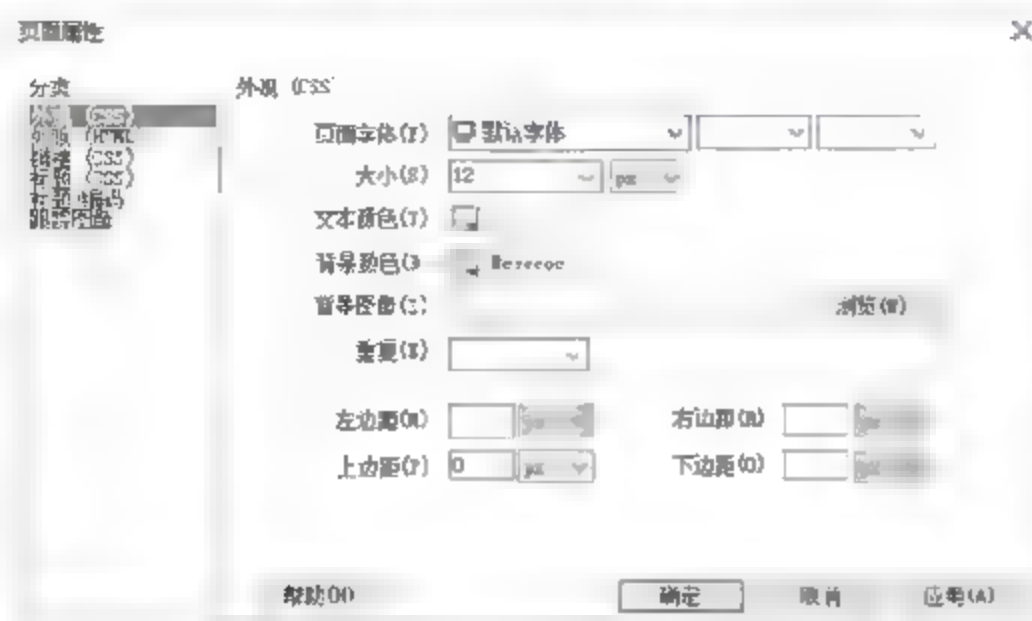 页面属性
分类
外观 (CSS)
外观 (HTML
链接 (CSS)
标题 (CSS)
标题/编码
跟踪图像
外观 (CSS
页面字体(F) 默认字体
大小(S) 12 px
文本颜色(T)
背景颜色(B
背景图像(I) 浏览(W)
重复(E)
左边距(M) px 右边距(R) px
上边距(P) 0 px 下边距(O) px
帮助(H) 确定 取消 应用(A)